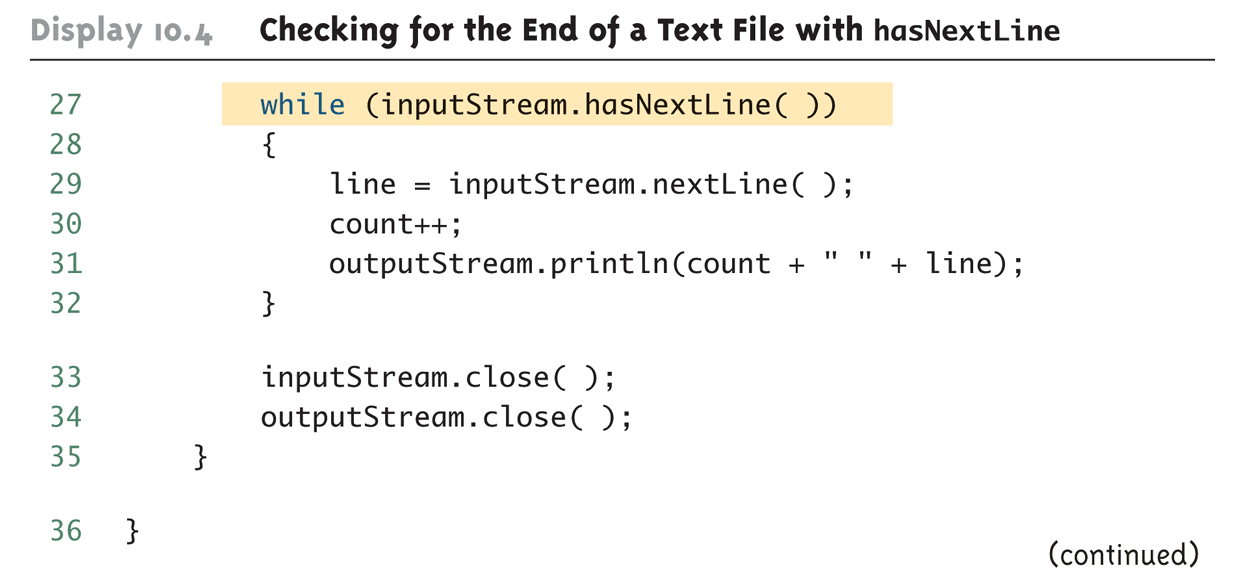 Display 10.4 Checking for the End of a Text File with hasNextLine
27 while (inputStream.hasNextLine( ))
28 {
29 line = inputStream.nextLine( );
30 count++;
31 outputStream.println(count + " " + line);
32 }
33 inputStream.close( );
34 outputStream.close( );
35 }
36 }
(continued)